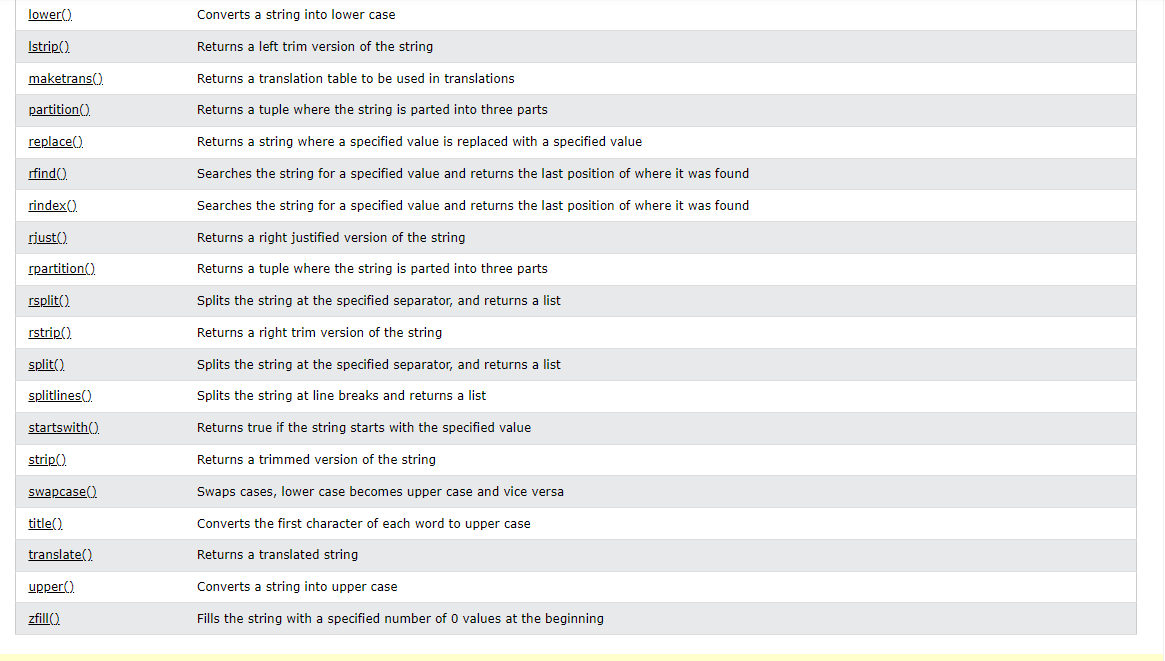 lower() Converts a string into lower case
lstrip() Returns a left trim version of the string
maketrans() Returns a translation table to be used in translations
partition() Returns a tuple where the string is parted into three parts
replace() Returns a string where a specified value is replaced with a specified value
rfind() Searches the string for a specified value and returns the last position of where it was found
rindex() Searches the string for a specified value and returns the last position of where it was found
rjust() Returns a right justified version of the string
rpartition() Returns a tuple where the string is parted into three parts
rsplit() Splits the string at the specified separator, and returns a list
rstrip() Returns a right trim version of the string
split() Splits the string at the specified separator, and returns a list
splitlines() Splits the string at line breaks and returns a list
startswith() Returns true if the string starts with the specified value
strip() Returns a trimmed version of the string
swapcase() Swaps cases, lower case becomes upper case and vice versa
title() Converts the first character of each word to upper case
translate() Returns a translated string
upper() Converts a string into upper case
zfill() Fills the string with a specified number of 0 values at the beginning